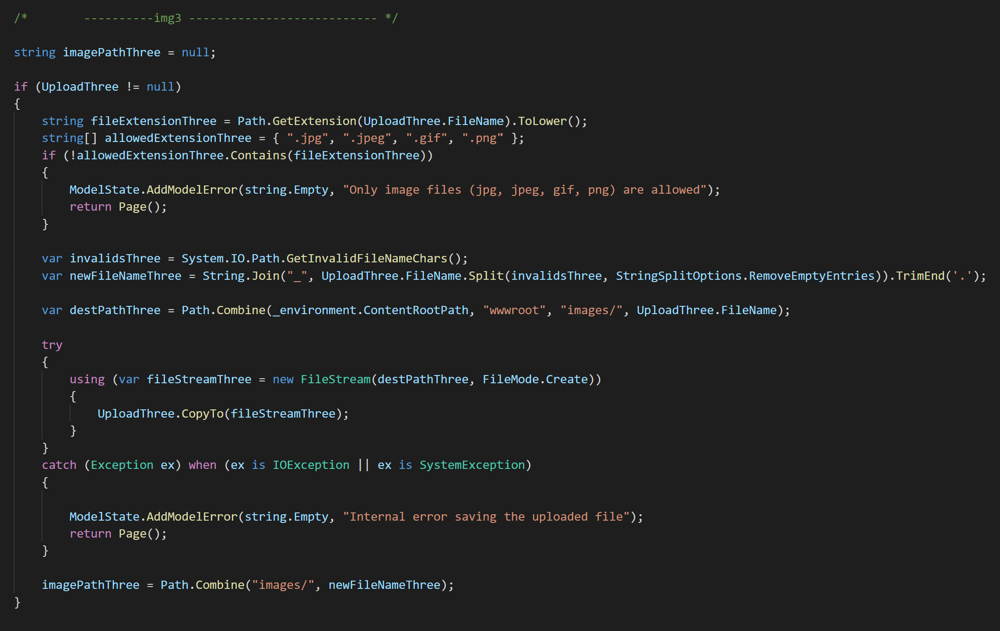 /*        ----------img3 --------------------------- */
string imagePathThree = null;
if (UploadThree != null)
{
    string fileExtensionThree = Path.GetExtension(UploadThree.FileName).ToLower();
    string[] allowedExtensionThree = { ".jpg", ".jpeg", ".gif", ".png" };
    if (!allowedExtensionThree.Contains(fileExtensionThree))
    {
        ModelState.AddModelError(string.Empty, "Only image files (jpg, jpeg, gif, png) are allowed");
        return Page();
    }
    var invalidsThree = System.IO.Path.GetInvalidFileNameChars();
    var newFileNameThree = String.Join("_", UploadThree.FileName.Split(invalidsThree, StringSplitOptions.RemoveEmptyEntries)).TrimEnd('.');
    var destPathThree = Path.Combine(_environment.ContentRootPath, "wwwroot", "images/", UploadThree.FileName);
    try
    {
        using (var fileStreamThree = new FileStream(destPathThree, FileMode.Create))
        {
            UploadThree.CopyTo(fileStreamThree);
        }
    }
    catch (Exception ex) when (ex is IOException || ex is SystemException)
    {
        ModelState.AddModelError(string.Empty, "Internal error saving the uploaded file");
        return Page();
    }
    imagePathThree = Path.Combine("images/", newFileNameThree);
}